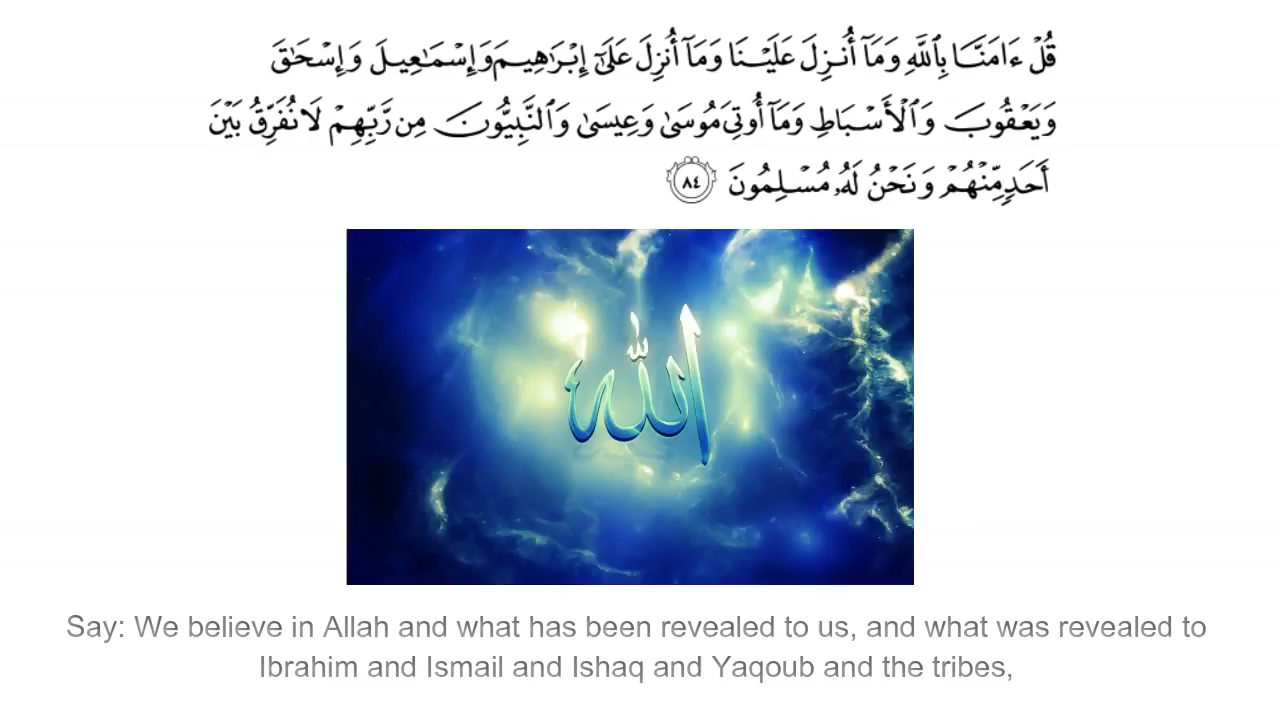 قُلْ ءَامَنَّا بِٱللَّهِ وَمَآ أُنزِلَ عَلَيْنَا وَمَآ أُنزِلَ عَلَىٰٓ إِبْرَٰهِيمَ وَإِسْمَٰعِيلَ وَإِسْحَٰقَ
وَيَعْقُوبَ وَٱلْأَسْبَاطِ وَمَآ أُوتِىَ مُوسَىٰ وَعِيسَىٰ وَٱلنَّبِيُّونَ مِن رَّبِّهِمْ لَا نُفَرِّقُ بَيْنَ
أَحَدٍ مِّنْهُمْ وَنَحْنُ لَهُۥ مُسْلِمُونَ ٨٤
الله
Say: We believe in Allah and what has been revealed to us, and what was revealed to
Ibrahim and Ismail and Ishaq and Yaqoub and the tribes,